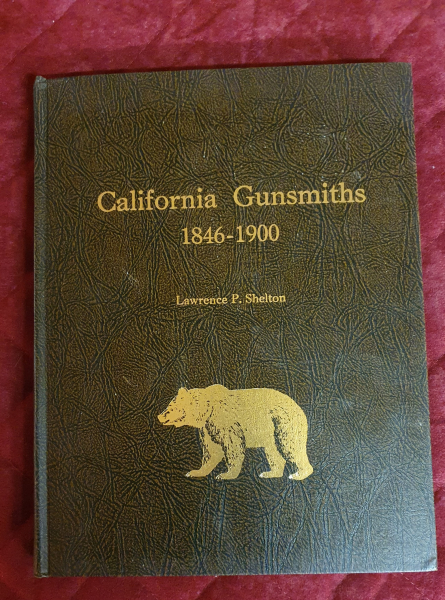 California Gunsmiths
1846-1900
Lawrence P. Shelton